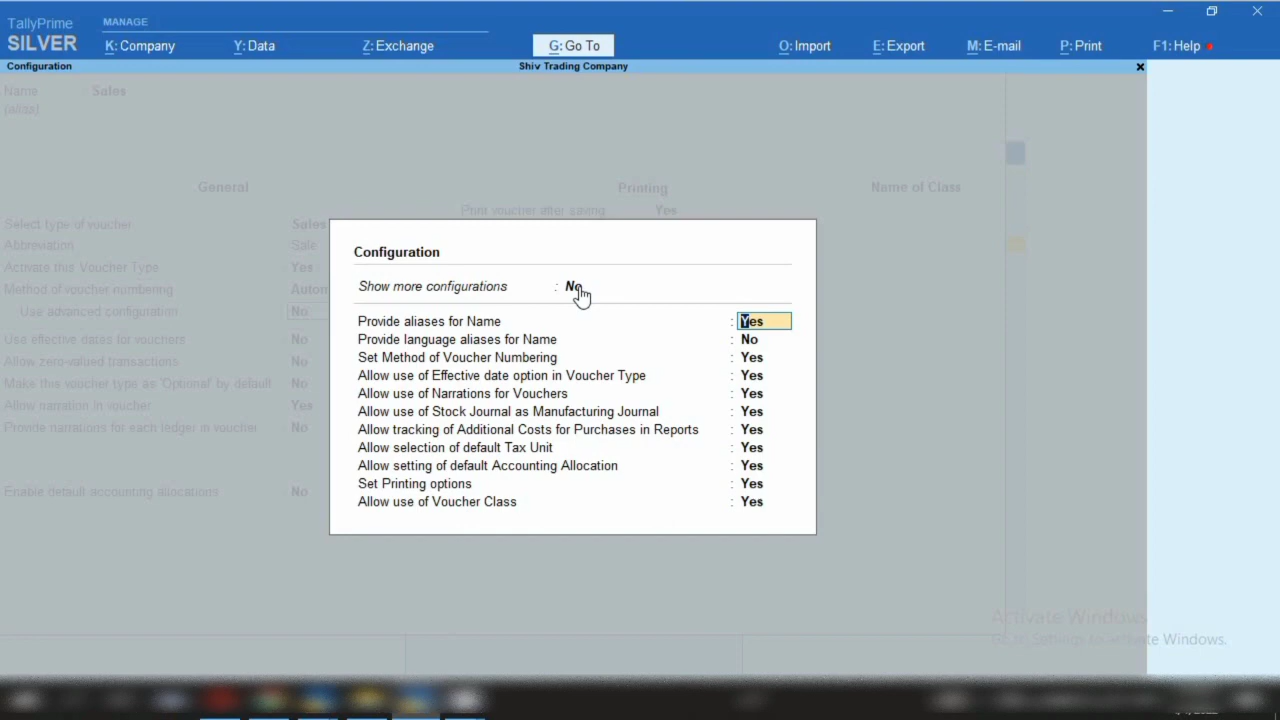 TallyPrime
SILVER
MANAGE
K: Company Y: Data Z: Exchange G: Go To O: Import E: Export M: E-mail P: Print F1: Help
Configuration Shiv Trading Company
Name : Sales
(alias)
General Printing Name of Class
Print voucher after saving Yes
Select type of voucher Sales
Abbreviation Sale
Activate this Voucher Type Yes
Method of voucher numbering Autom
Use advanced configuration No
Use effective dates for vouchers No
Allow zero-valued transactions No
Make this voucher type as 'Optional' by default No
Allow narration in voucher Yes
Provide narrations for each ledger in voucher No
Enable default accounting allocations No
Configuration
Show more configurations : No
Provide aliases for Name : Yes
Provide language aliases for Name : No
Set Method of Voucher Numbering : Yes
Allow use of Effective date option in Voucher Type : Yes
Allow use of Narrations for Vouchers : Yes
Allow use of Stock Journal as Manufacturing Journal : Yes
Allow tracking of Additional Costs for Purchases in Reports : Yes
Allow selection of default Tax Unit : Yes
Allow setting of default Accounting Allocation : Yes
Set Printing options : Yes
Allow use of Voucher Class : Yes
Activate Windows
Go to Settings to activate Windows.